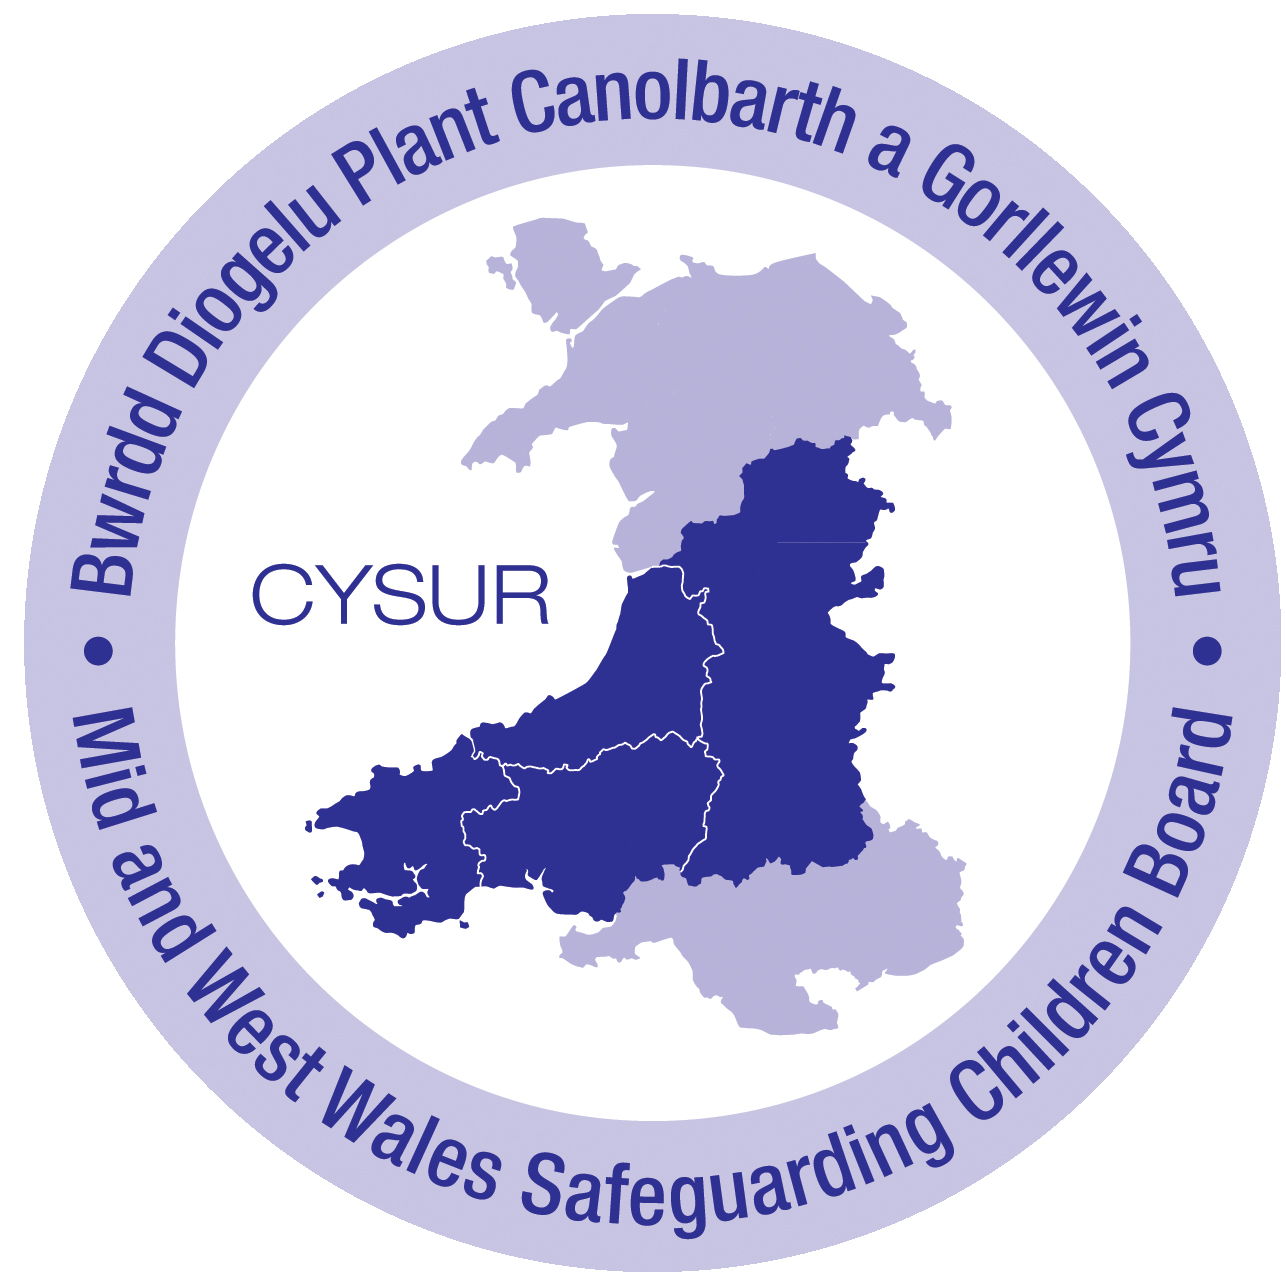 Bwrdd Diogelu Plant Canolbarth a Gorllewin Cymru
CYSUR
Mid and West Wales Safeguarding Children Board